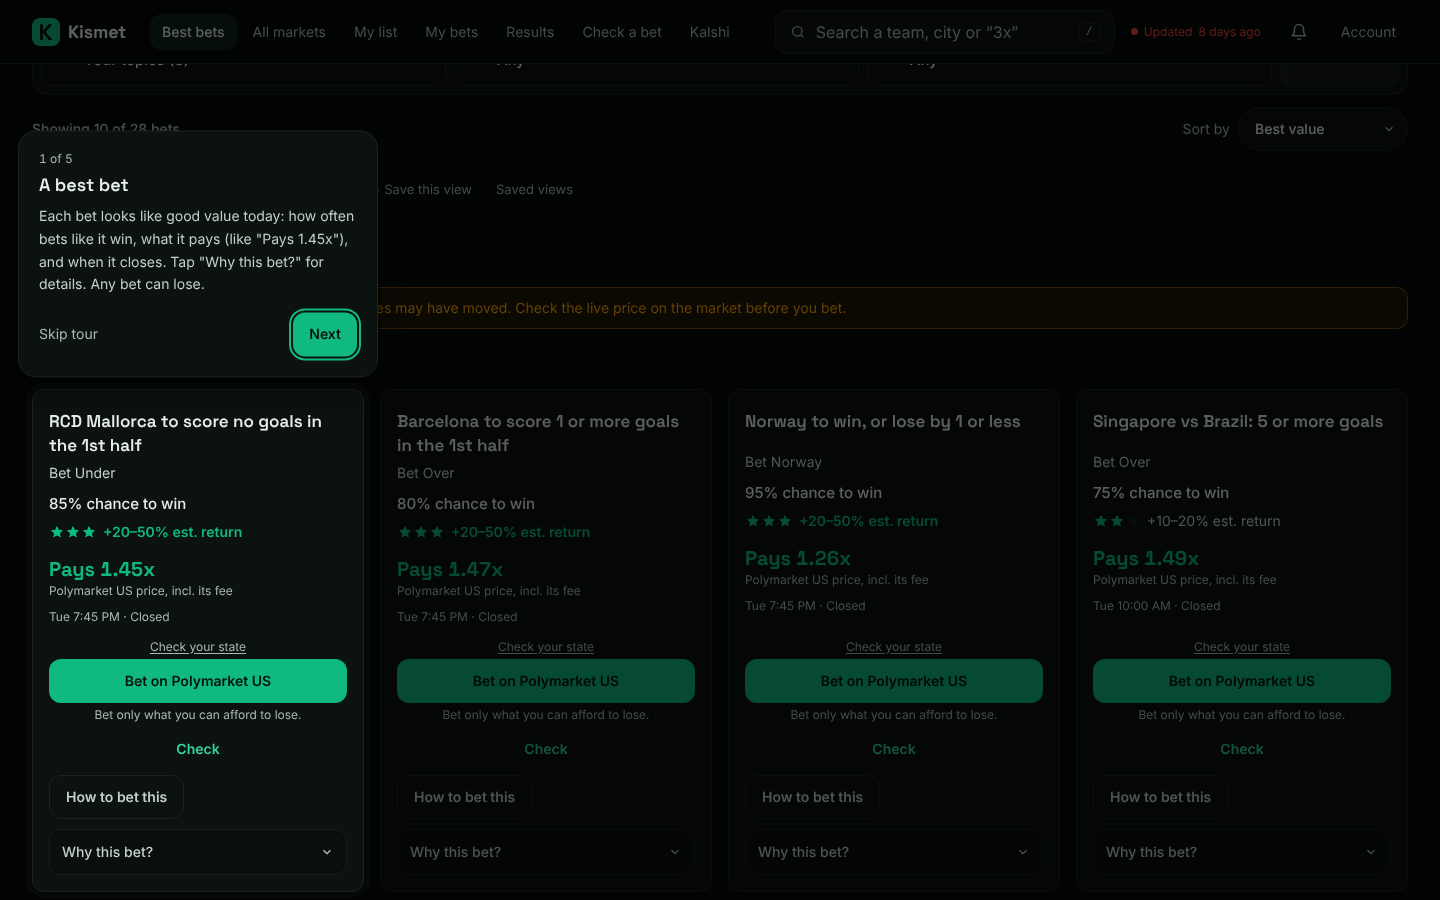 Kismet
Best bets
All markets
My list
My bets
Results
Check a bet
Kalshi
Search a team, city or “3x”
/
Updated 8 days ago
Account
Showing 10 of 28 bets
Sort by
Best value
1 of 5
A best bet
Each bet looks like good value today: how often
bets like it win, what it pays (like "Pays 1.45x"),
and when it closes. Tap "Why this bet?" for
details. Any bet can lose.
Skip tour
Next
Save this view
Saved views
may have moved. Check the live price on the market before you bet.
RCD Mallorca to score no goals in
the 1st half
Bet Under
85% chance to win
+20–50% est. return
Pays 1.45x
Polymarket US price, incl. its fee
Tue 7:45 PM · Closed
Check your state
Bet on Polymarket US
Bet only what you can afford to lose.
Check
How to bet this
Why this bet?
Barcelona to score 1 or more goals
in the 1st half
Bet Over
80% chance to win
+20–50% est. return
Pays 1.47x
Polymarket US price, incl. its fee
Tue 7:45 PM · Closed
Check your state
Bet on Polymarket US
Bet only what you can afford to lose.
Check
How to bet this
Why this bet?
Norway to win, or lose by 1 or less
Bet Norway
95% chance to win
+20–50% est. return
Pays 1.26x
Polymarket US price, incl. its fee
Tue 7:45 PM · Closed
Check your state
Bet on Polymarket US
Bet only what you can afford to lose.
Check
How to bet this
Why this bet?
Singapore vs Brazil: 5 or more goals
Bet Over
75% chance to win
+10–20% est. return
Pays 1.49x
Polymarket US price, incl. its fee
Tue 10:00 AM · Closed
Check your state
Bet on Polymarket US
Bet only what you can afford to lose.
Check
How to bet this
Why this bet?